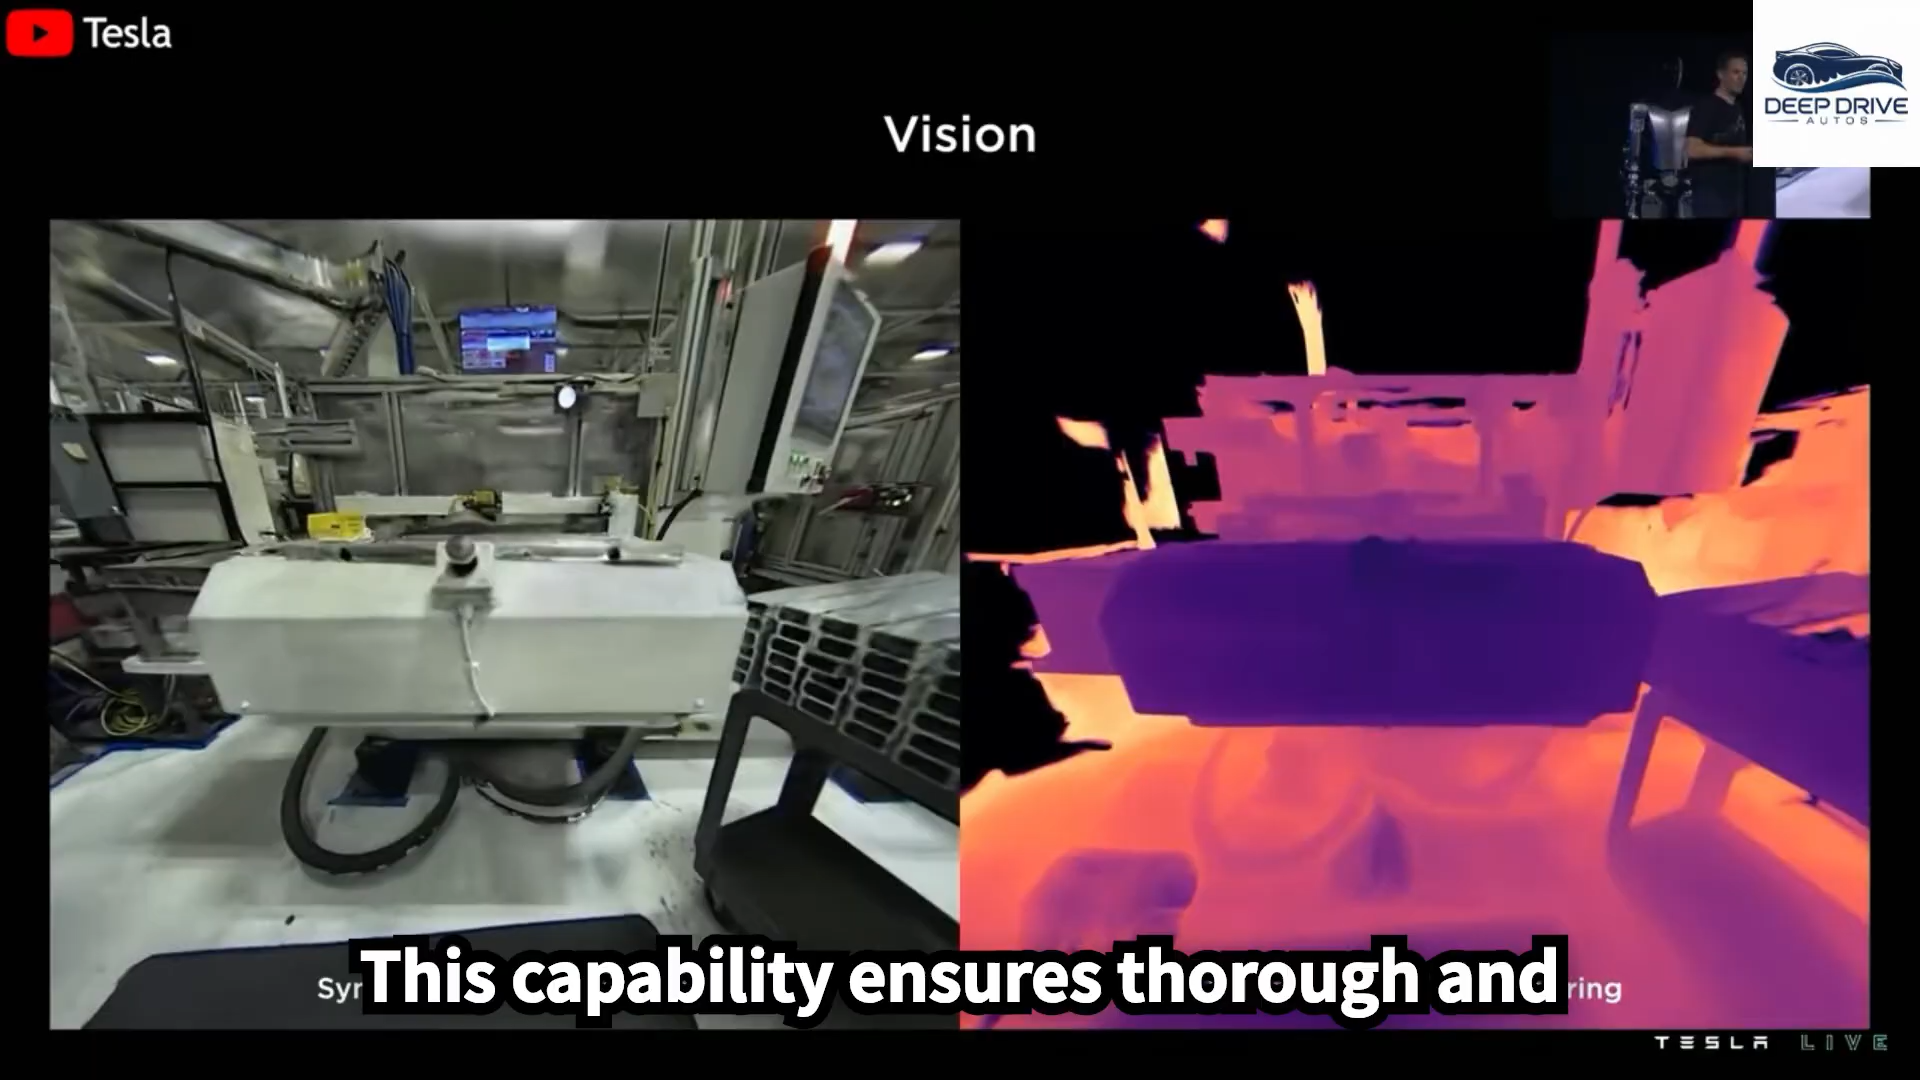 Tesla
DEEP DRIVE
AUTOS
Vision
This capability ensures thorough and
TESLA LIVE